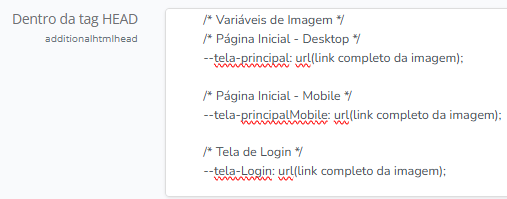 Dentro da tag HEAD
additionalhtmlhead
/* Variáveis de Imagem */
/* Página Inicial - Desktop */
--tela-principal: url(link completo da imagem);
/* Página Inicial - Mobile */
--tela-principalMobile: url(link completo da imagem);
/* Tela de Login */
--tela-Login: url(link completo da imagem);